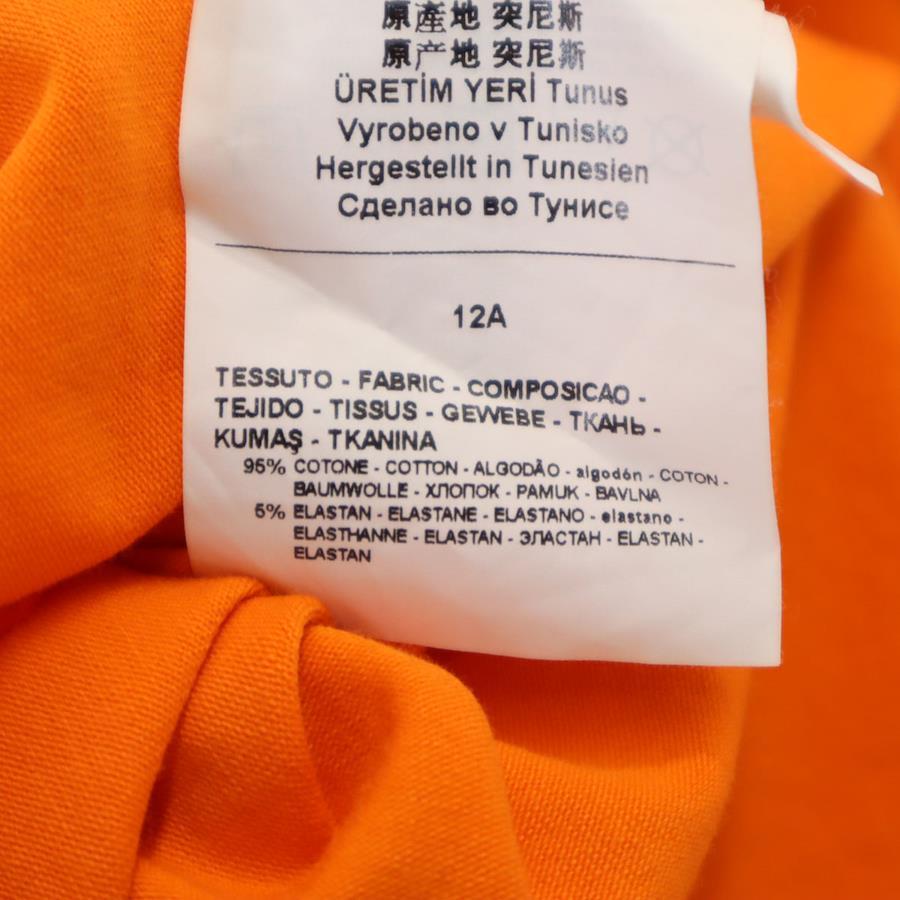 原產地 突尼斯
原产地 突尼斯
ÜRETİM YERİ Tunus
Vyrobeno v Tunisko
Hergestellt in Tunesien
Сделано во Тунисе
12A
TESSUTO - FABRIC - COMPOSICAO -
TEJIDO - TISSUS - GEWEBE - ТКАНЬ -
KUMAŞ - TKANINA
95% COTONE - COTTON - ALGODÃO - algodón - COTON -
BAUMWOLLE - ХЛОПОК - PAMUK - BAVLNA
5% ELASTAN - ELASTANE - ELASTANO - elastano -
ELASTHANNE - ELASTAN - ЭЛАСТАН - ELASTAN -
ELASTAN